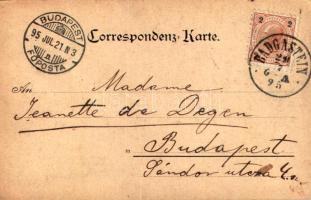 BUDAPEST
95 JUL. 21 N 3
FŐPOSTA
Correspondenz-Karte.
2 2
BADGASTEIN
95
An Madame
Jeanette de Degen
Budapest
Sándor utcza 4.